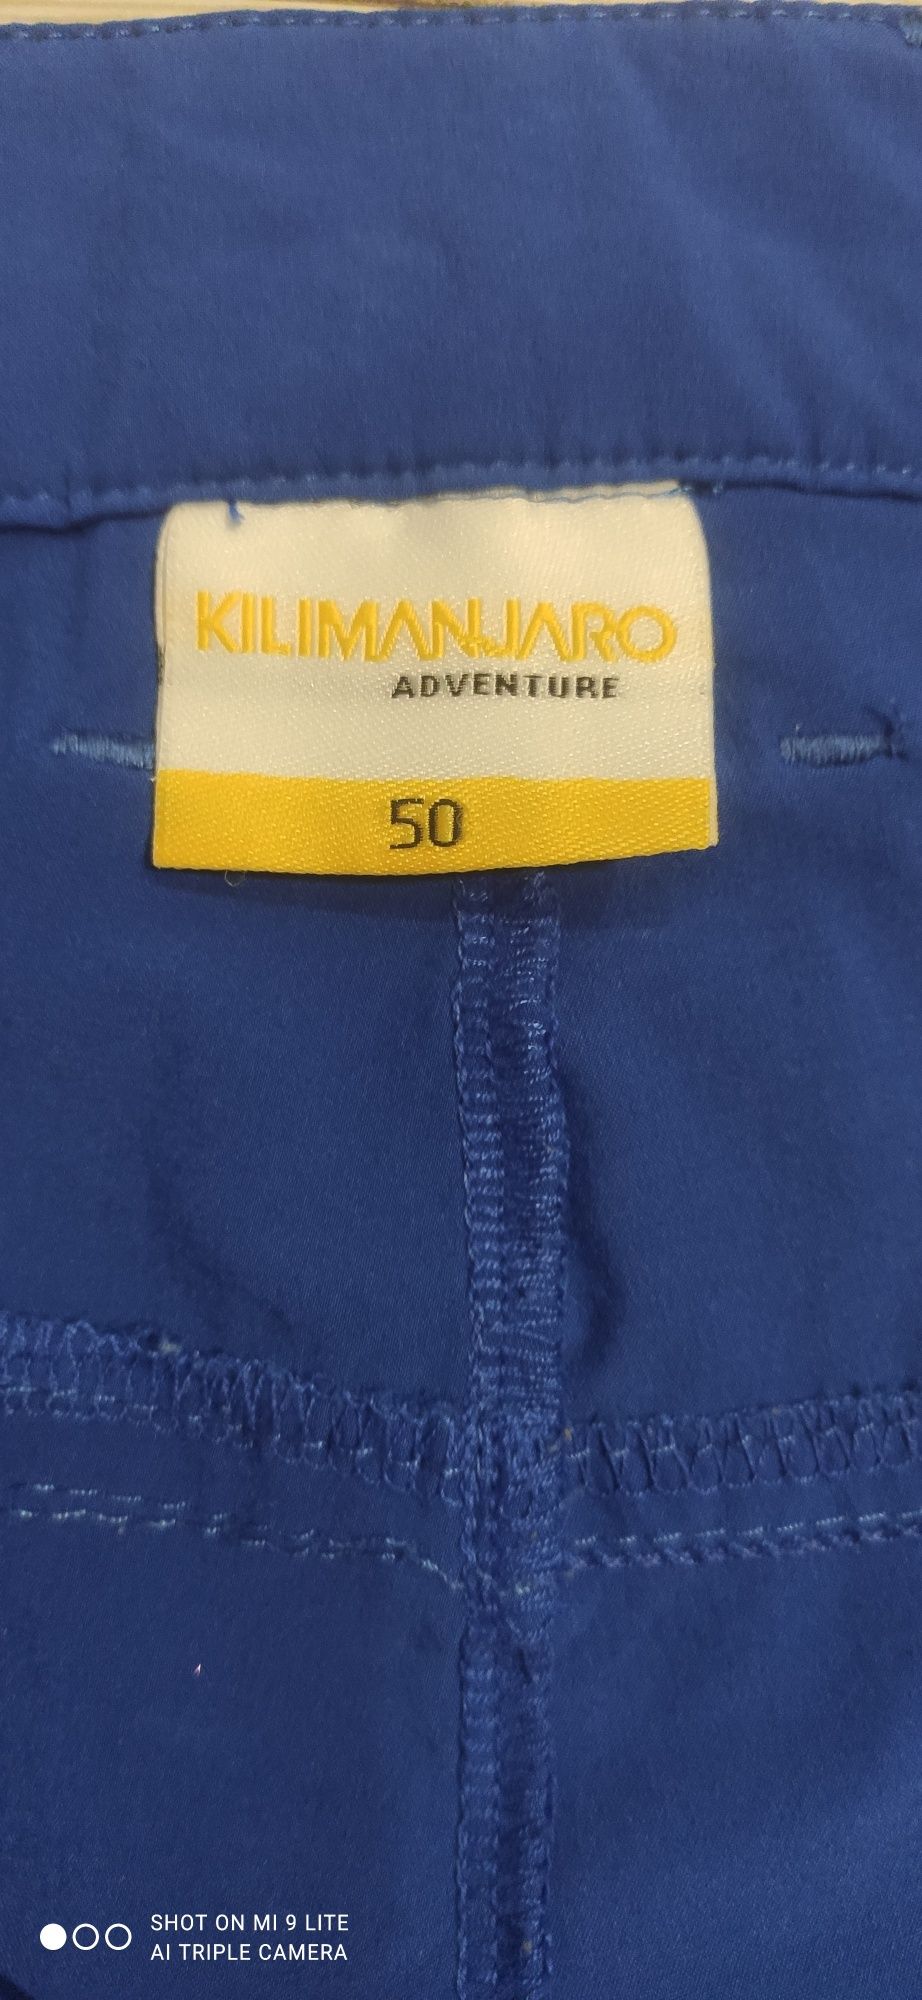 KILIMANJARO
ADVENTURE
50
SHOT ON MI 9 LITE
AI TRIPLE CAMERA